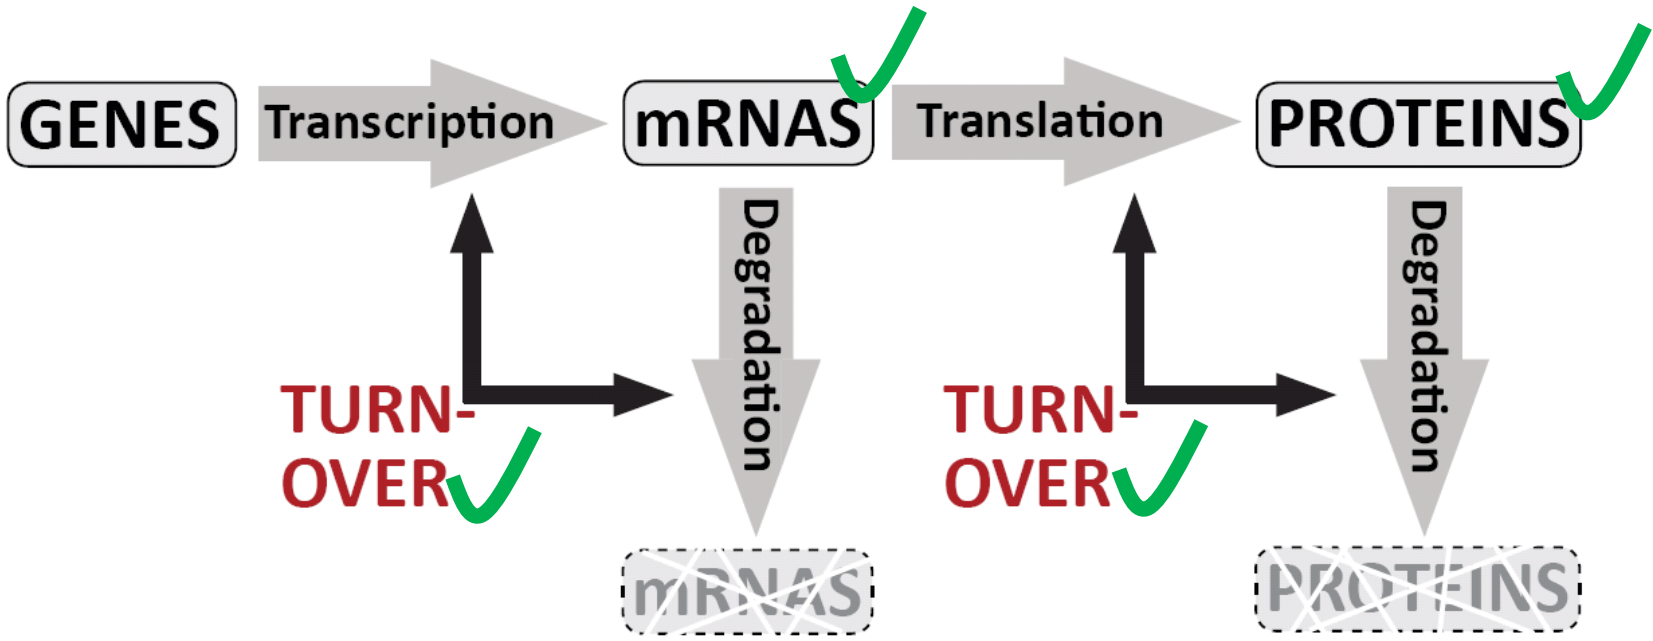 GENES
Transcription
mRNAS
Translation
PROTEINS
Degradation
Degradation
TURN-
OVER
TURN-
OVER
mRNAS
PROTEINS